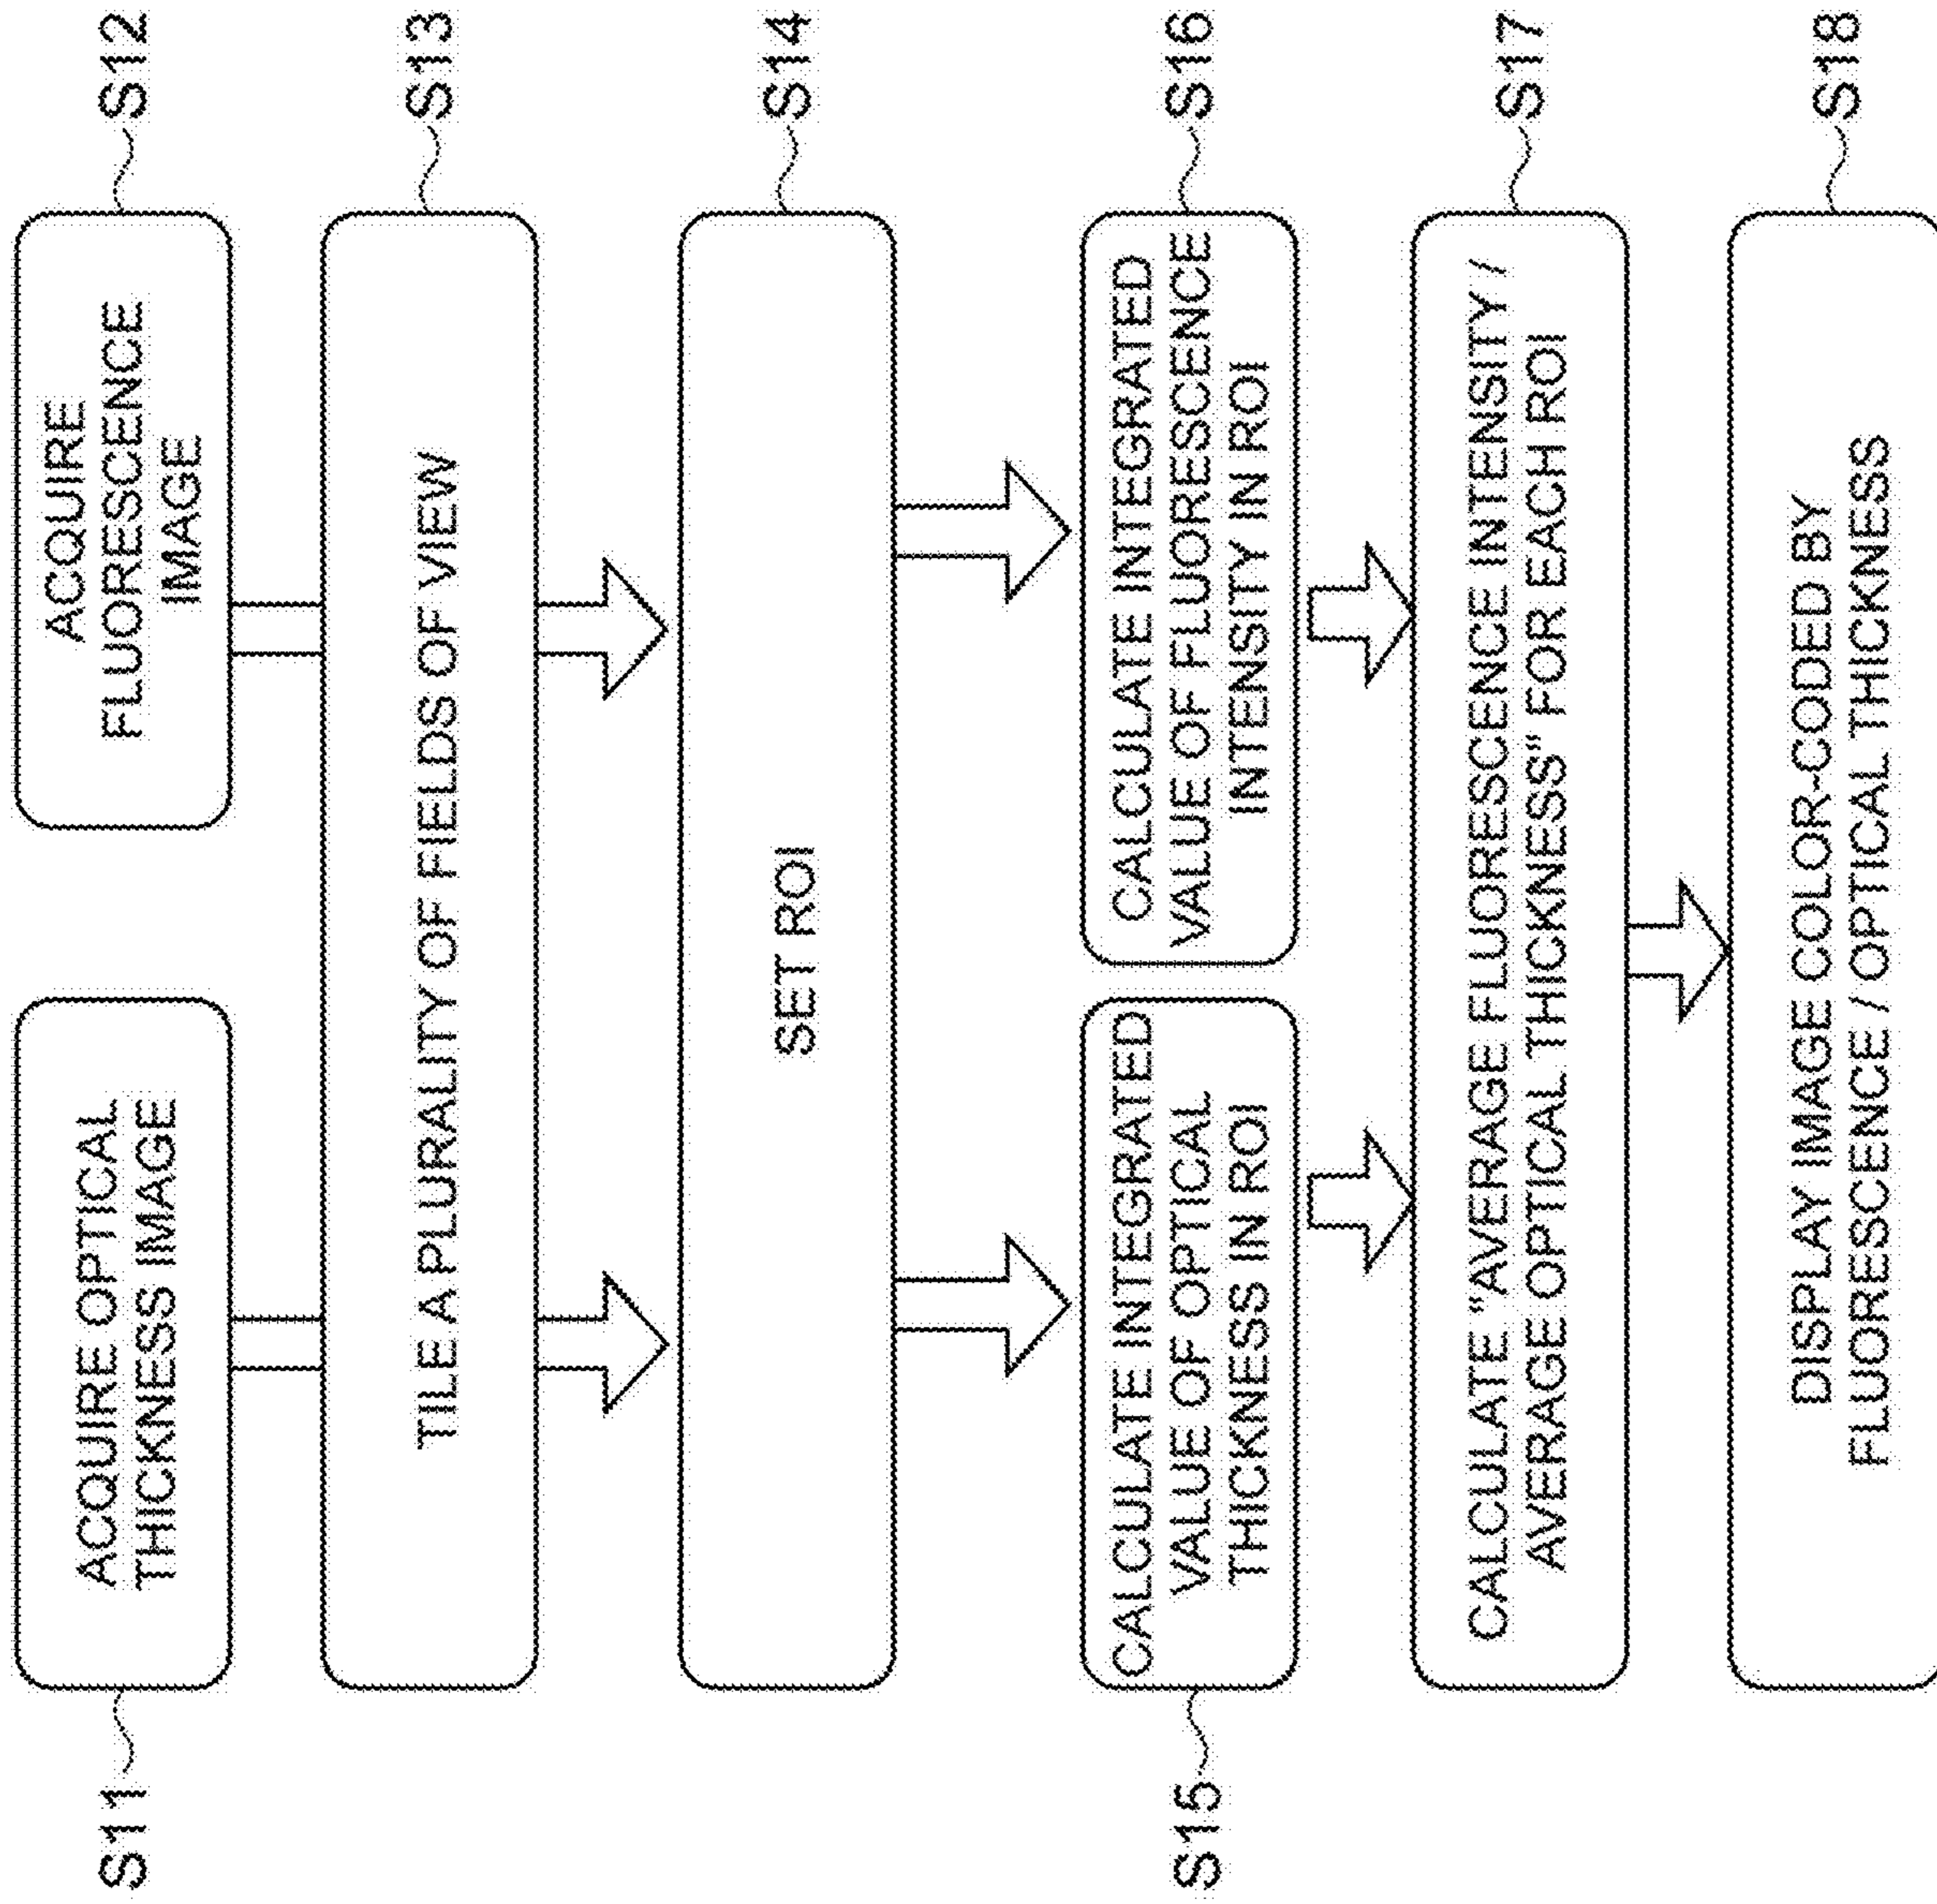 S11
ACQUIRE OPTICAL
THICKNESS IMAGE
ACQUIRE
FLUORESCENCE
IMAGE
S12
TILE A PLURALITY OF FIELDS OF VIEW
S13
SET ROI
S14
S15
CALCULATE INTEGRATED
VALUE OF OPTICAL
THICKNESS IN ROI
CALCULATE INTEGRATED
VALUE OF FLUORESCENCE
INTENSITY IN ROI
S16
CALCULATE "AVERAGE FLUORESCENCE INTENSITY /
AVERAGE OPTICAL THICKNESS" FOR EACH ROI
S17
DISPLAY IMAGE COLOR-CODED BY
FLUORESCENCE / OPTICAL THICKNESS
S18